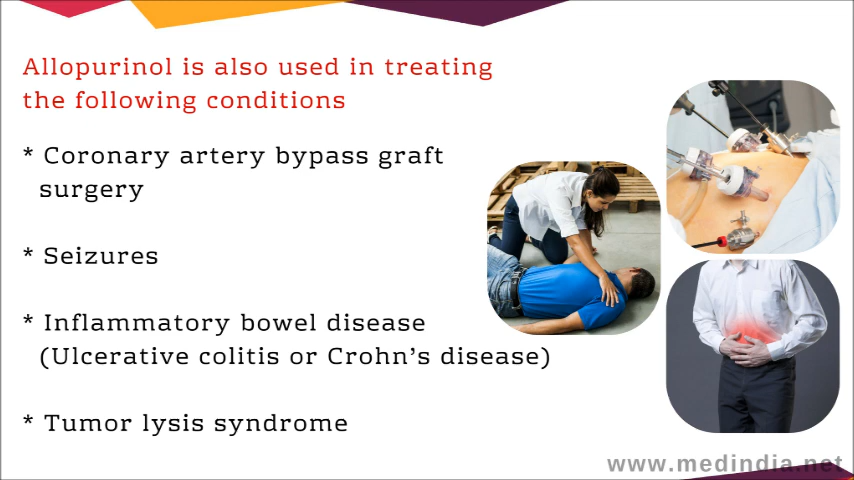 Allopurinol is also used in treating
the following conditions
* Coronary artery bypass graft
surgery
* Seizures
* Inflammatory bowel disease
(Ulcerative colitis or Crohn’s disease)
* Tumor lysis syndrome
www.medindia.net